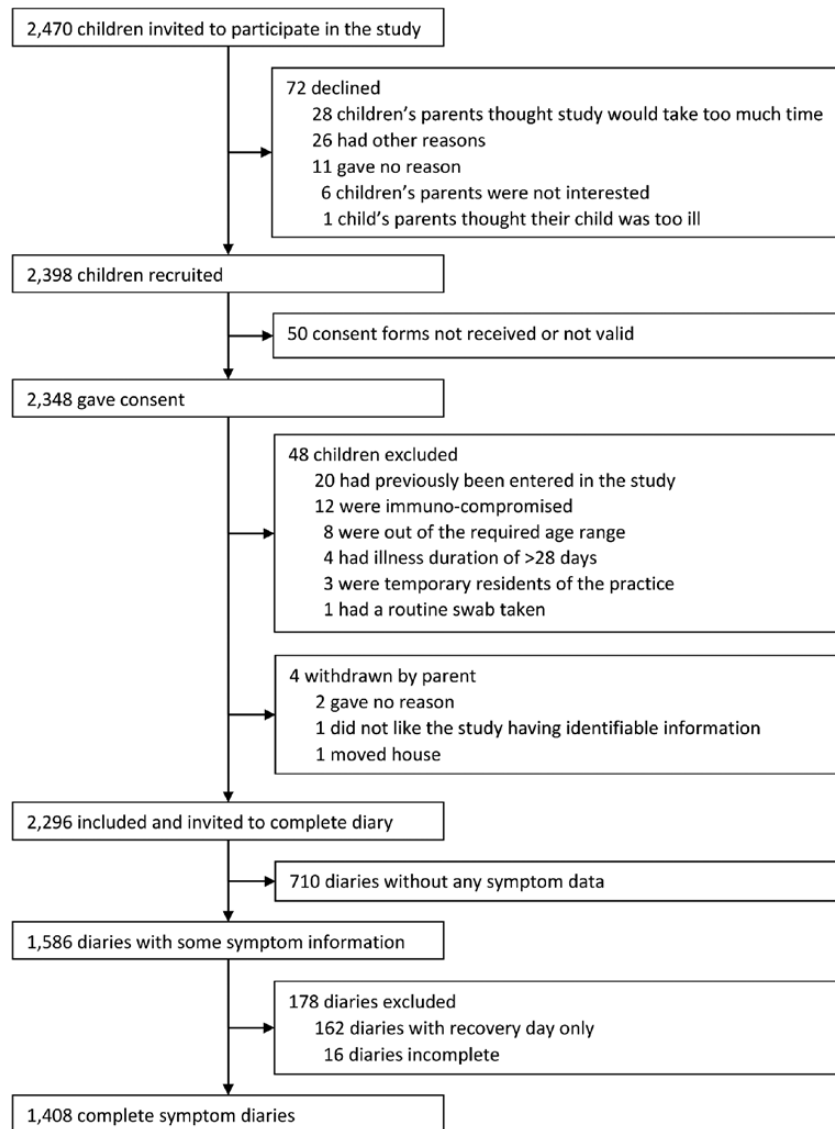 2,470 children invited to participate in the study
72 declined
28 children's parents thought study would take too much time
26 had other reasons
11 gave no reason
6 children's parents were not interested
1 child's parents thought their child was too ill
2,398 children recruited
50 consent forms not received or not valid
2,348 gave consent
48 children excluded
20 had previously been entered in the study
12 were immuno-compromised
8 were out of the required age range
4 had illness duration of >28 days
3 were temporary residents of the practice
1 had a routine swab taken
4 withdrawn by parent
2 gave no reason
1 did not like the study having identifiable information
1 moved house
2,296 included and invited to complete diary
710 diaries without any symptom data
1,586 diaries with some symptom information
178 diaries excluded
162 diaries with recovery day only
16 diaries incomplete
1,408 complete symptom diaries